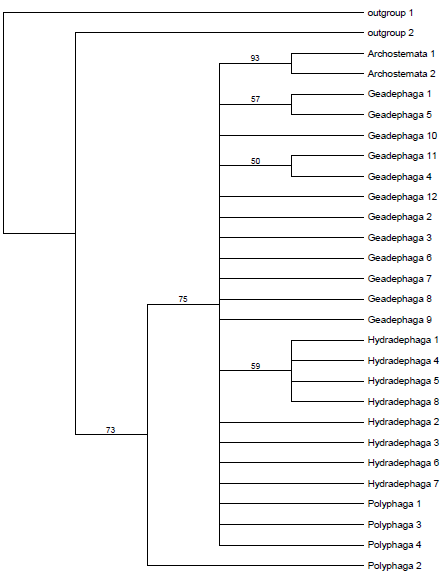 outgroup 1
outgroup 2
Archostemata 1
93
Archostemata 2
Geadephaga 1
57
Geadephaga 5
Geadephaga 10
Geadephaga 11
50
Geadephaga 4
Geadephaga 12
Geadephaga 2
Geadephaga 3
Geadephaga 6
Geadephaga 7
75
Geadephaga 8
Geadephaga 9
Hydradephaga 1
Hydradephaga 4
59
Hydradephaga 5
Hydradephaga 8
Hydradephaga 2
73
Hydradephaga 3
Hydradephaga 6
Hydradephaga 7
Polyphaga 1
Polyphaga 3
Polyphaga 4
Polyphaga 2